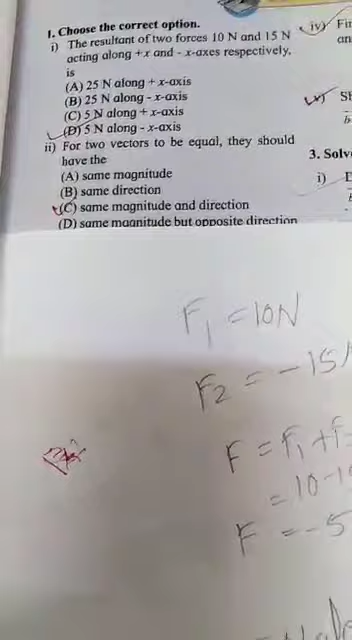 1. Choose the correct option.
i) The resultant of two forces 10 N and 15 N
acting along +x and - x-axes respectively,
is
(A) 25 N along + x-axis
(B) 25 N along - x-axis
(C) 5 N along + x-axis
(D) 5 N along - x-axis
ii) For two vectors to be equal, they should
have the
(A) same magnitude
(B) same direction
(C) same magnitude and direction
(D) same magnitude but opposite direction
iv)
v)
3. Solv
i)
F₁ = 10N
F₂ = - 15
F = F₁ +
= 10 -
F = - 5